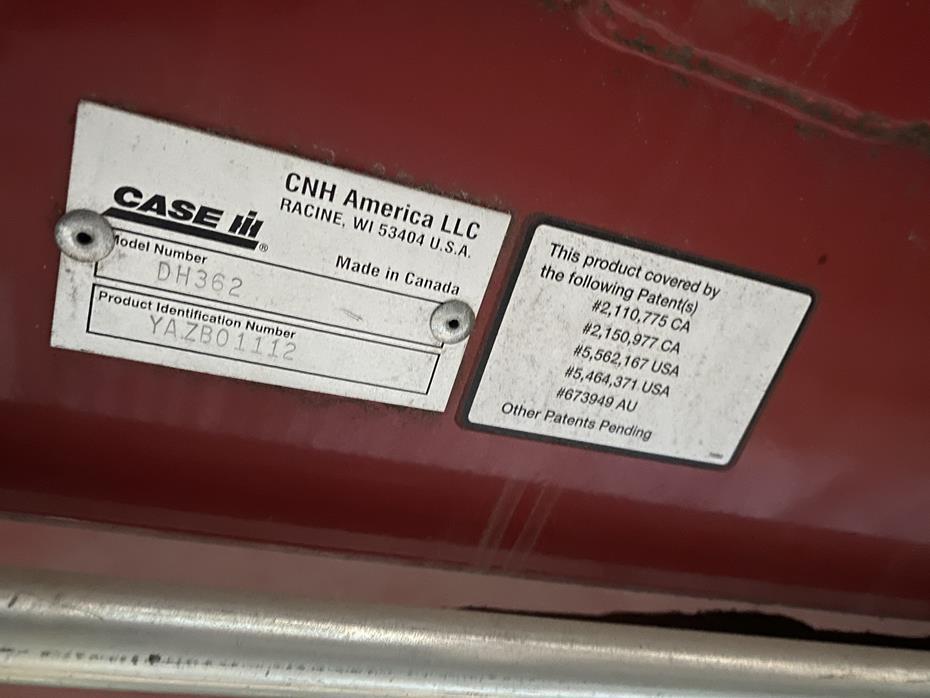 CASE IH®
CNH America LLC
RACINE, WI 53404 U.S.A.
Made in Canada
Model Number
DH362
Product Identification Number
YAZB01112
This product covered by
the following Patent(s)
#2,110,775 CA
#2,150,977 CA
#5,562,167 USA
#5,464,371 USA
#673949 AU
Other Patents Pending